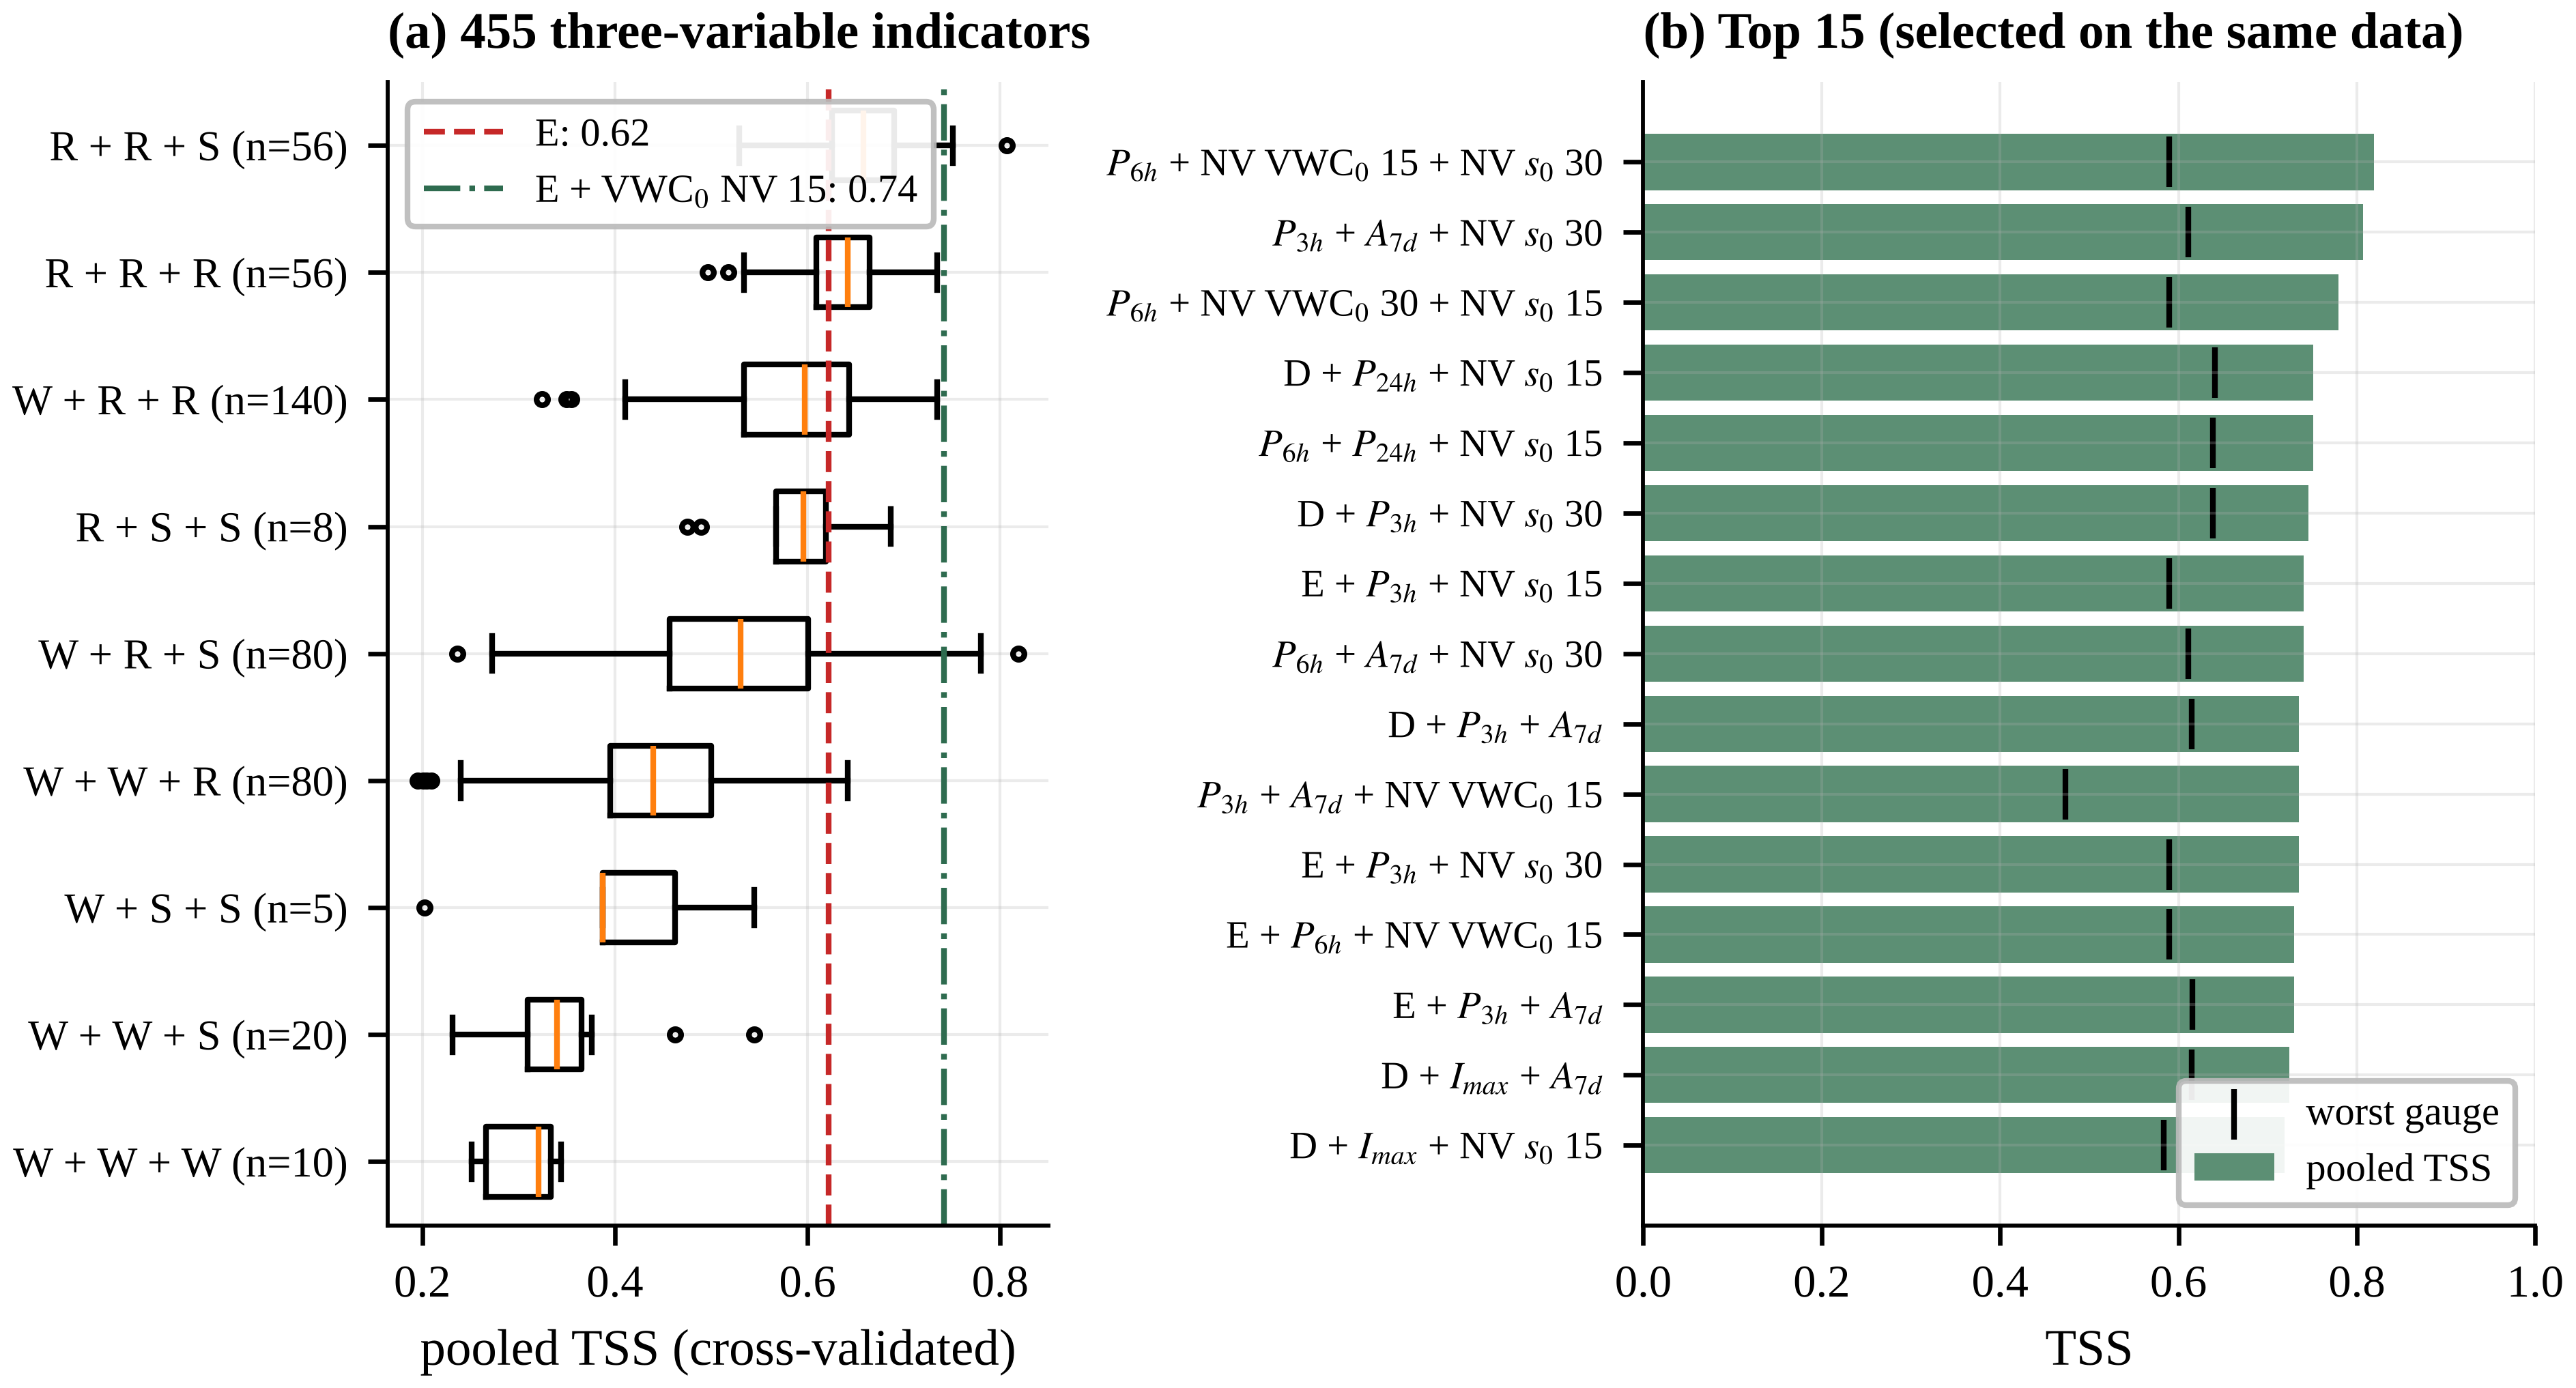 (a) 455 three-variable indicators
E: 0.62
E + VWC₀ NV 15: 0.74
R + R + S (n=56)
R + R + R (n=56)
W + R + R (n=140)
R + S + S (n=8)
W + R + S (n=80)
W + W + R (n=80)
W + S + S (n=5)
W + W + S (n=20)
W + W + W (n=10)
0.2 0.4 0.6 0.8
pooled TSS (cross-validated)
(b) Top 15 (selected on the same data)
P₆ₕ + NV VWC₀ 15 + NV s₀ 30
P₃ₕ + A₇d + NV s₀ 30
P₆ₕ + NV VWC₀ 30 + NV s₀ 15
D + P₂₄ₕ + NV s₀ 15
P₆ₕ + P₂₄ₕ + NV s₀ 15
D + P₃ₕ + NV s₀ 30
E + P₃ₕ + NV s₀ 15
P₆ₕ + A₇d + NV s₀ 30
D + P₃ₕ + A₇d
P₃ₕ + A₇d + NV VWC₀ 15
E + P₃ₕ + NV s₀ 30
E + P₆ₕ + NV VWC₀ 15
E + P₃ₕ + A₇d
D + Iₘₐₓ + A₇d
D + Iₘₐₓ + NV s₀ 15
worst gauge
pooled TSS
0.0 0.2 0.4 0.6 0.8 1.0
TSS